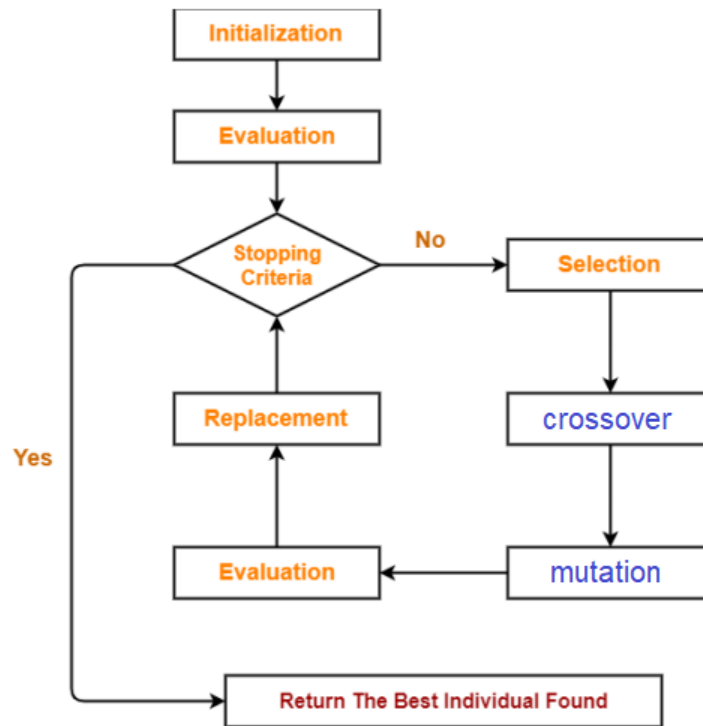 Initialization
Evaluation
Stopping
Criteria
No
Selection
Replacement
crossover
Yes
Evaluation
mutation
Return The Best Individual Found